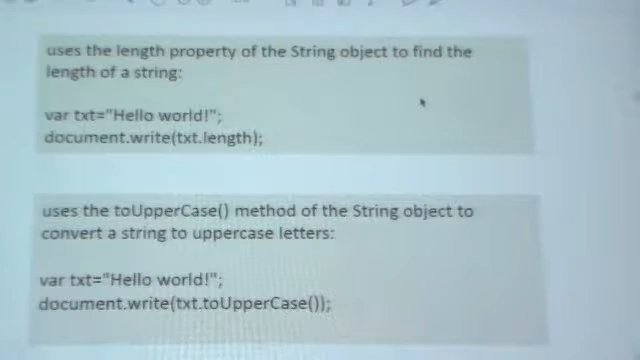 uses the length property of the String object to find the
length of a string:
var txt="Hello world!";
document.write(txt.length);
uses the toUpperCase() method of the String object to
convert a string to uppercase letters:
var txt="Hello world!";
document.write(txt.toUpperCase());